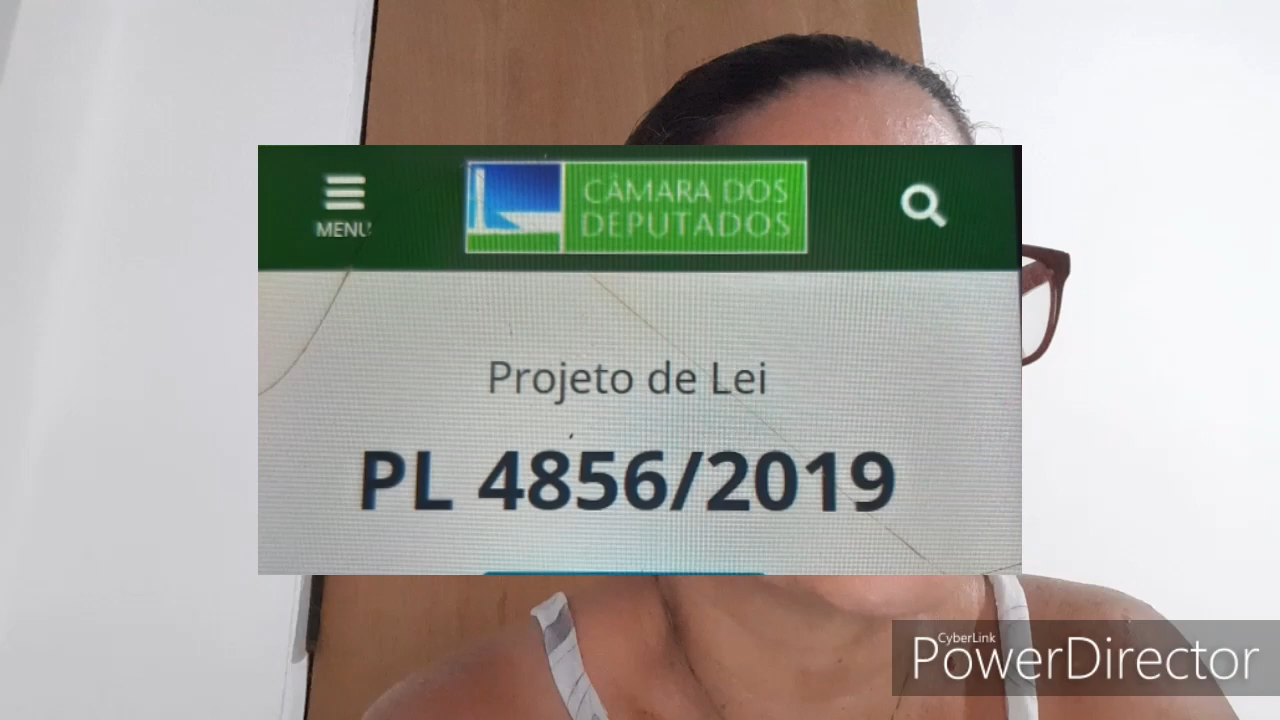 MENU
CÂMARA DOS
DEPUTADOS
Projeto de Lei
PL 4856/2019
CyberLink
PowerDirector